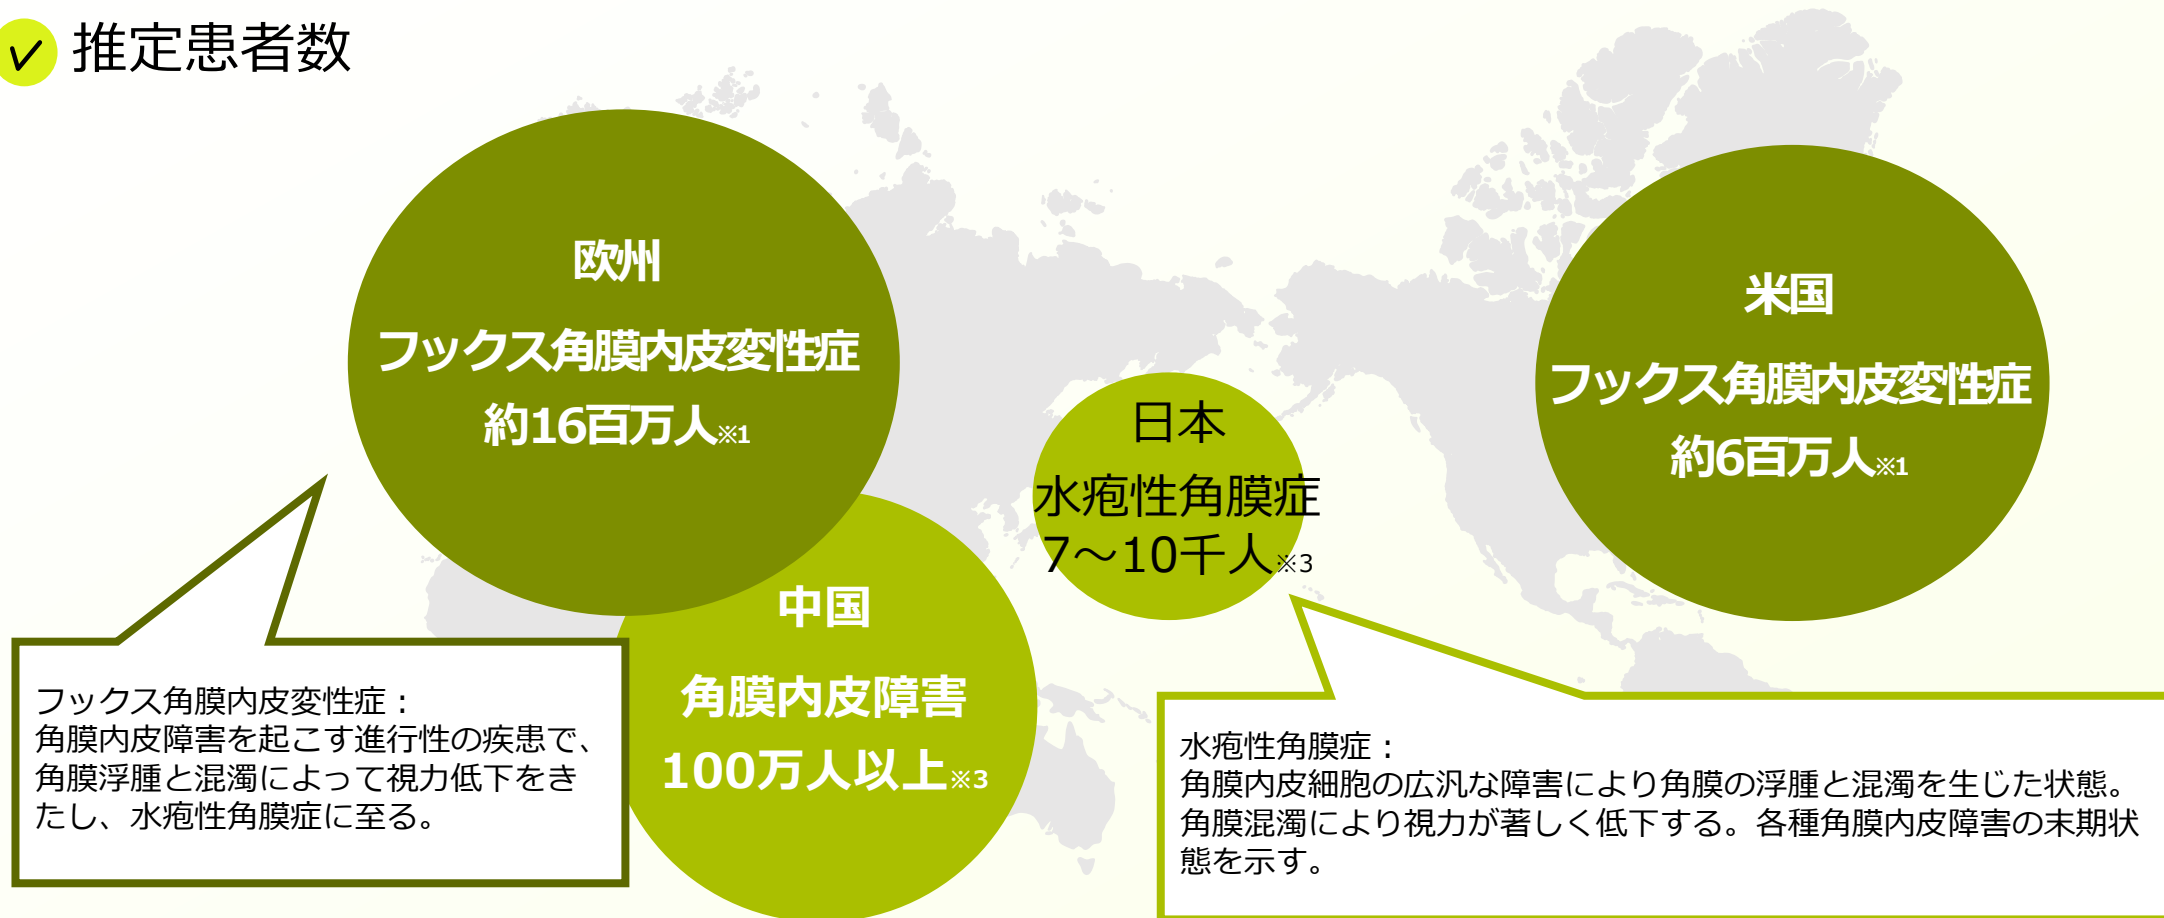 推定患者数
欧州
フックス角膜内皮変性症
約16百万人※1
米国
フックス角膜内皮変性症
約6百万人※1
日本
水疱性角膜症
7～10千人※3
中国
角膜内皮障害
100万人以上※3
フックス角膜内皮変性症：
角膜内皮障害を起こす進行性の疾患で、
角膜浮腫と混濁によって視力低下をき
たし、水疱性角膜症に至る。
水疱性角膜症：
角膜内皮細胞の広汎な障害により角膜の浮腫と混濁を生じた状態。
角膜混濁により視力が著しく低下する。各種角膜内皮障害の末期状
態を示す。